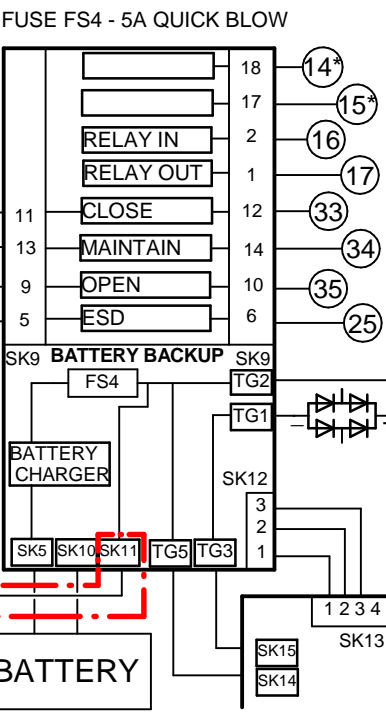 FUSE FS4 - 5A QUICK BLOW
18 14*
17 15*
RELAY IN 2 16
RELAY OUT 1 17
11 CLOSE 12 33
13 MAINTAIN 14 34
9 OPEN 10 35
5 ESD 6 25
SK9 BATTERY BACKUP SK9
FS4 TG2
TG1
BATTERY
CHARGER
SK12
3
2
1
SK5 SK10 SK11 TG5 TG3
1 2 3 4
SK13
SK15
SK14
BATTERY